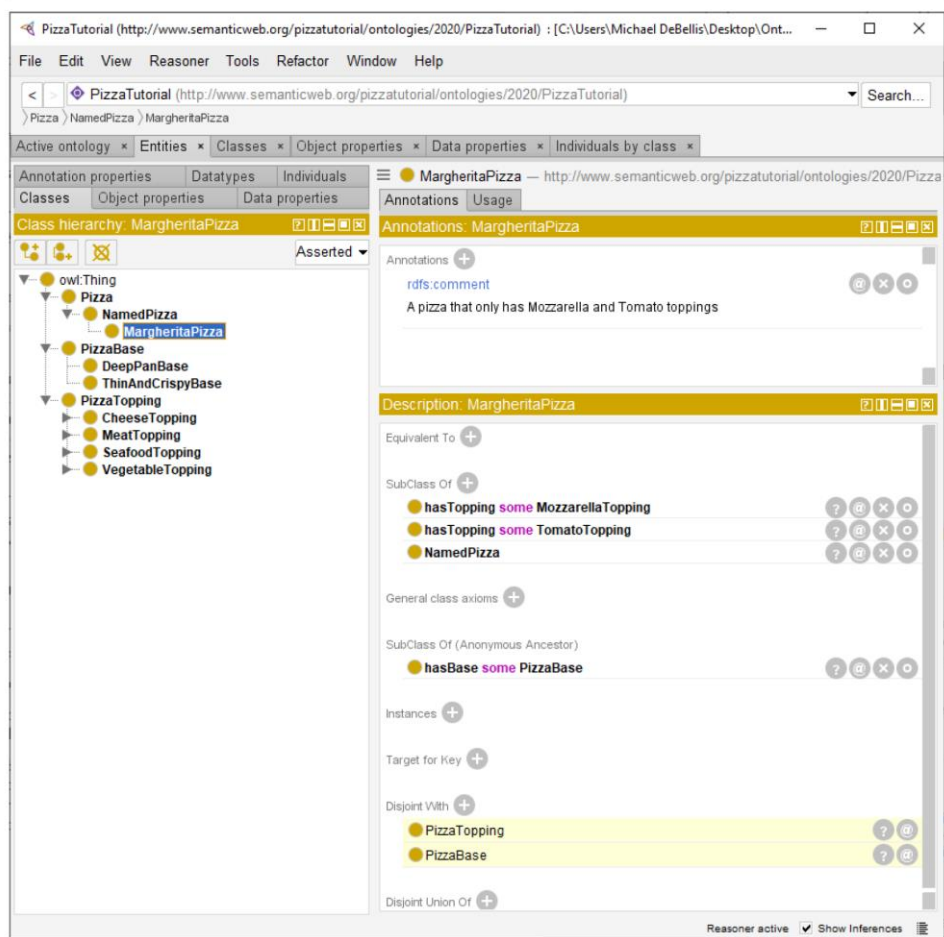 PizzaTutorial (http://www.semanticweb.org/pizzatutorial/ontologies/2020/PizzaTutorial) : [C:\Users\Michael DeBellis\Desktop\Ont...
File Edit View Reasoner Tools Refactor Window Help
< > PizzaTutorial (http://www.semanticweb.org/pizzatutorial/ontologies/2020/PizzaTutorial) Search...
Pizza NamedPizza MargheritaPizza
Active ontology × Entities × Classes × Object properties × Data properties × Individuals by class ×
Annotation properties Datatypes Individuals
Classes Object properties Data properties
Class hierarchy: MargheritaPizza
Asserted
owl:Thing
Pizza
NamedPizza
MargheritaPizza
PizzaBase
DeepPanBase
ThinAndCrispyBase
PizzaTopping
CheeseTopping
MeatTopping
SeafoodTopping
VegetableTopping
MargheritaPizza — http://www.semanticweb.org/pizzatutorial/ontologies/2020/Pizza
Annotations Usage
Annotations: MargheritaPizza
Annotations
rdfs:comment
A pizza that only has Mozzarella and Tomato toppings
Description: MargheritaPizza
Equivalent To
SubClass Of
hasTopping some MozzarellaTopping
hasTopping some TomatoTopping
NamedPizza
General class axioms
SubClass Of (Anonymous Ancestor)
hasBase some PizzaBase
Instances
Target for Key
Disjoint With
PizzaTopping
PizzaBase
Disjoint Union Of
Reasoner active Show Inferences